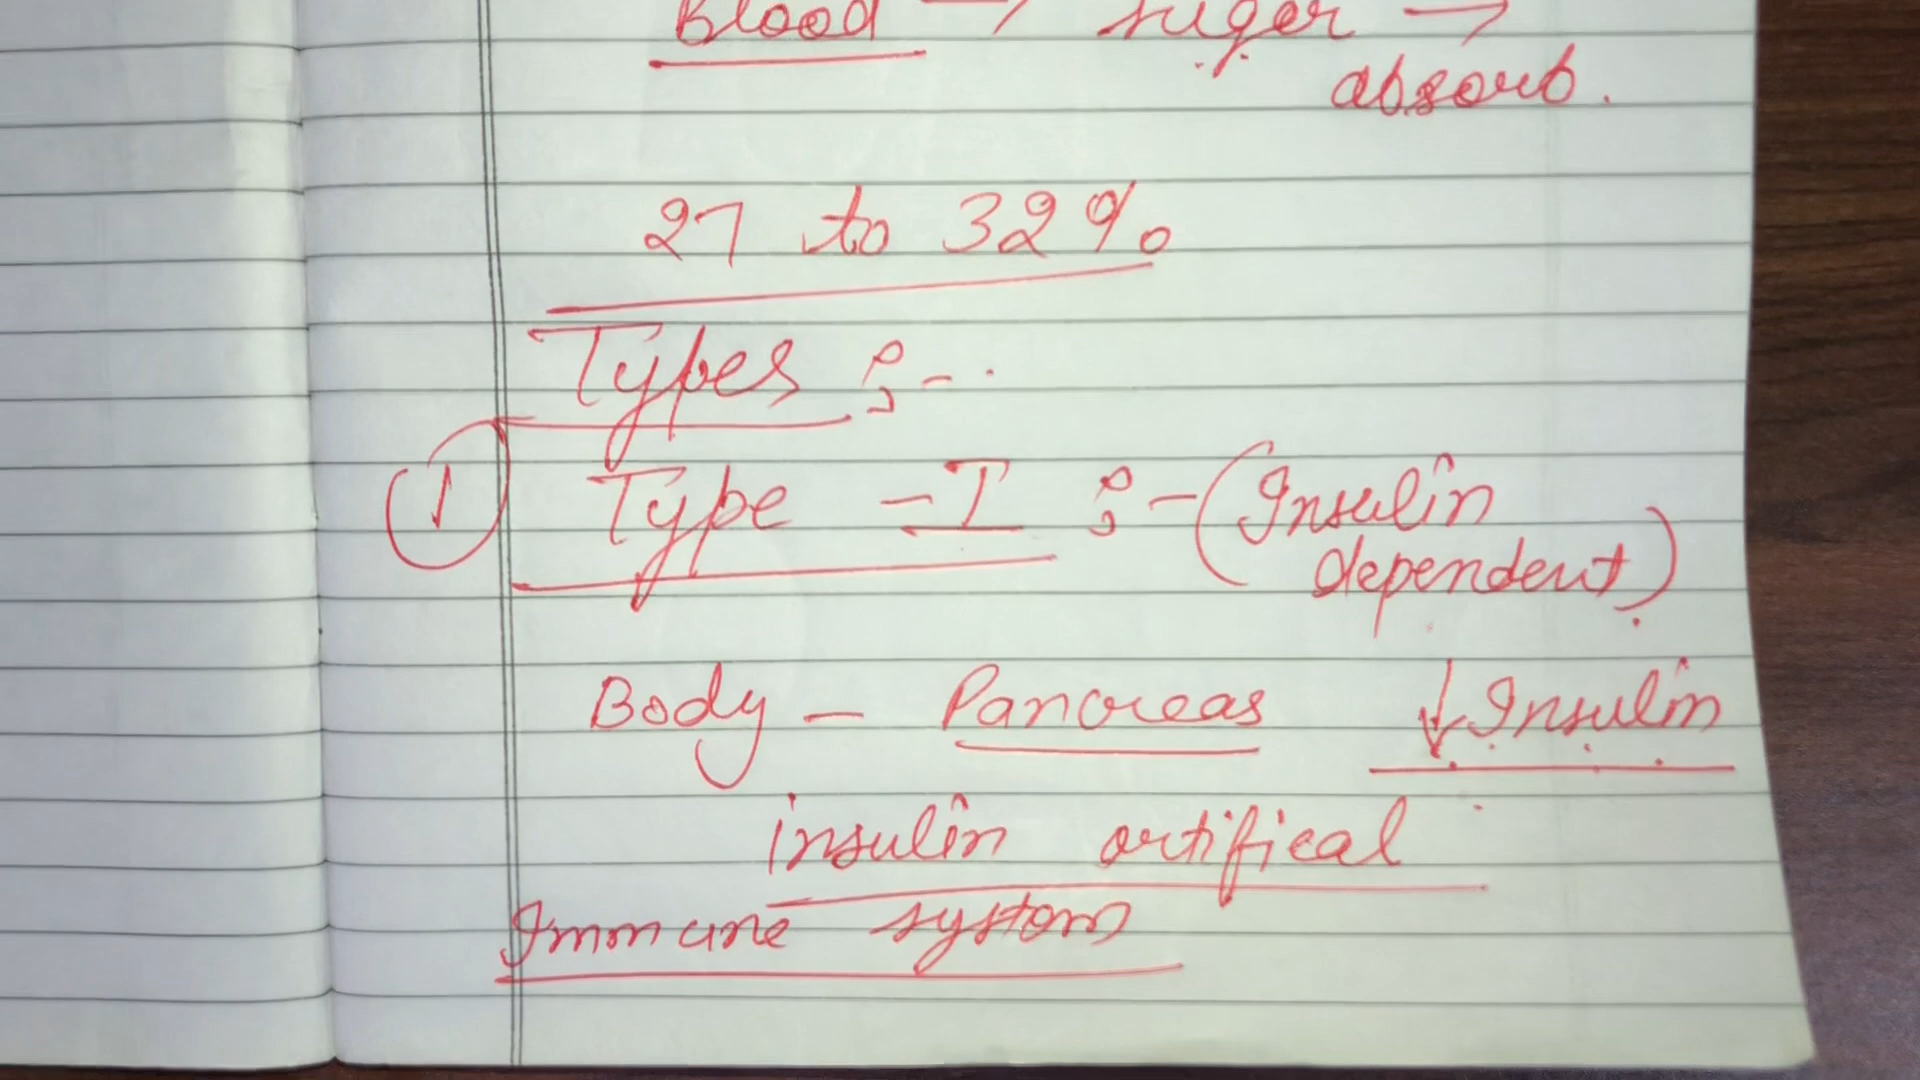 Blood → suger →
absorb.
27 to 32%
Types :-
① Type - I :- (Insulin
dependent)
Body - Pancreas ↓ Insulin
insulin artifical
Immune system